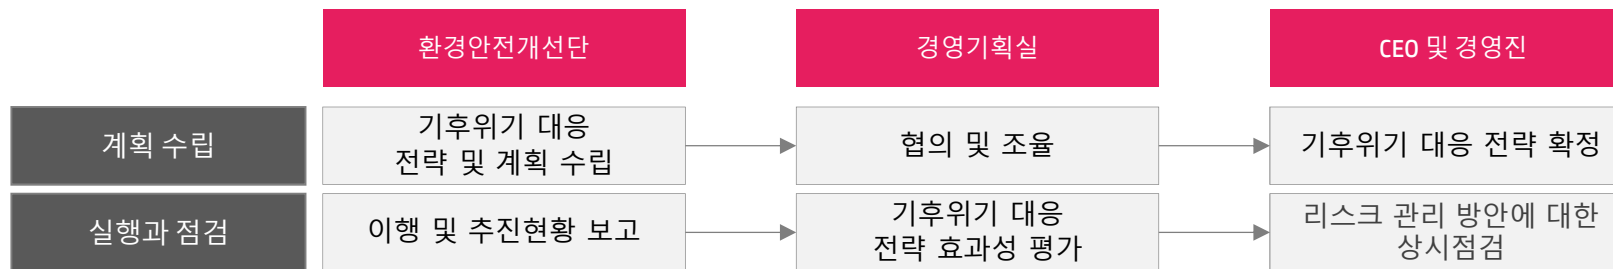 환경안전개선단
경영기획실
CEO 및 경영진
계획 수립
기후위기 대응
전략 및 계획 수립
협의 및 조율
기후위기 대응 전략 확정
실행과 점검
이행 및 추진현황 보고
기후위기 대응
전략 효과성 평가
리스크 관리 방안에 대한
상시점검